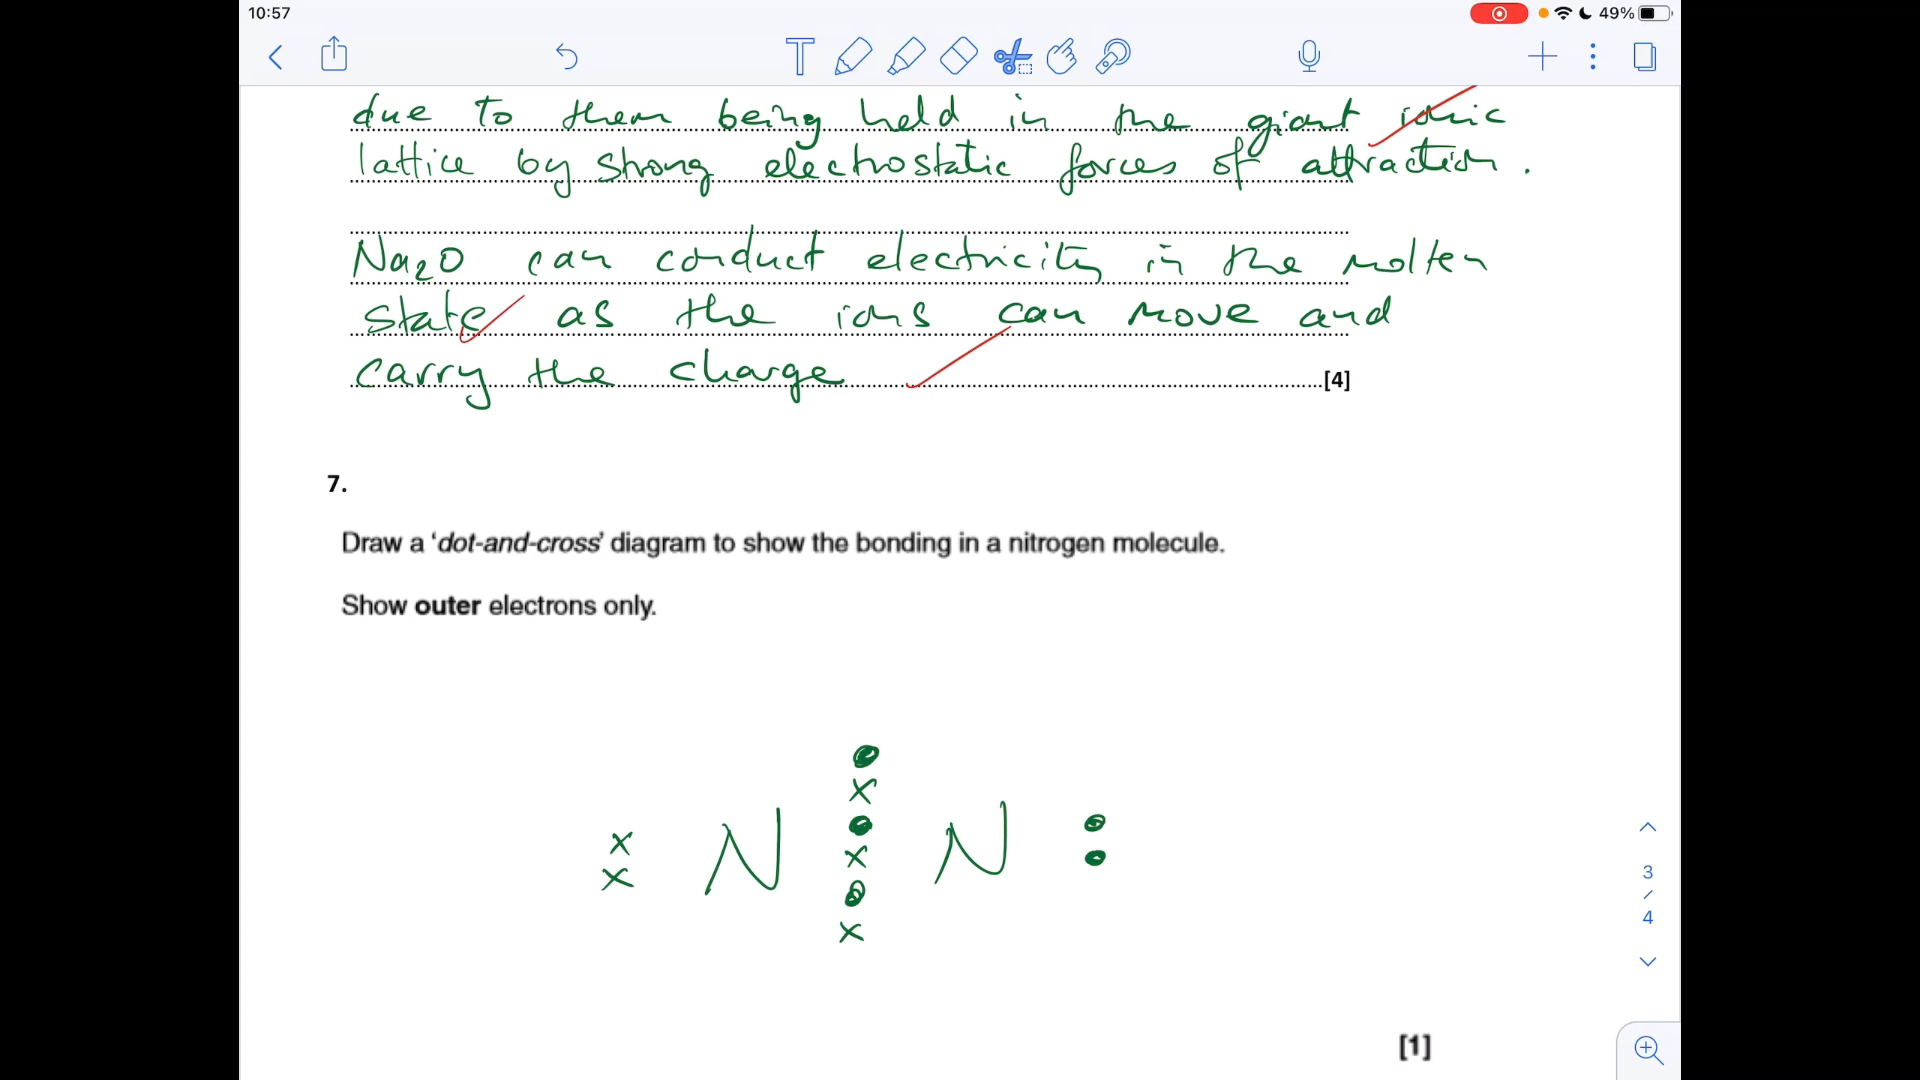 10:57
49%
due to them being held in the giant ionic
lattice by strong electrostatic forces of attraction.
Na2O can conduct electricity in the molten
state as the ions can move and
carry the charge
[4]
7.
Draw a 'dot-and-cross' diagram to show the bonding in a nitrogen molecule.
Show outer electrons only.
x
x N x x x N
[1]
3
/
4